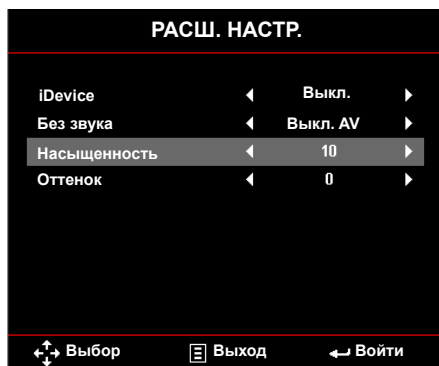 РАСШ. НАСТР.
iDevice Выкл.
Без звука Выкл. AV
Насыщенность 10
Оттенок 0
Выбор Выход Войти